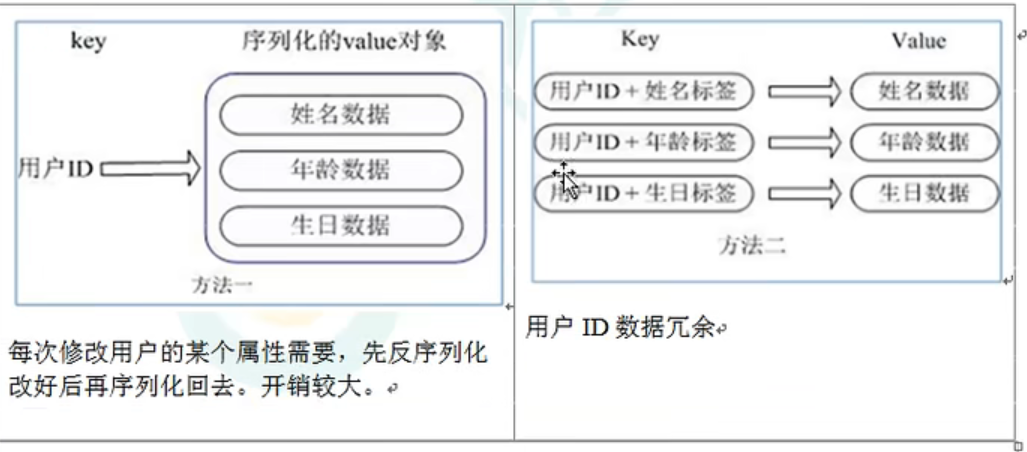 key 序列化的value对象
用户ID
姓名数据
年龄数据
生日数据
方法一
每次修改用户的某个属性需要，先反序列化
改好后再序列化回去。开销较大。
Key Value
用户ID + 姓名标签 姓名数据
用户ID + 年龄标签 年龄数据
用户ID + 生日标签 生日数据
方法二
用户 ID 数据冗余